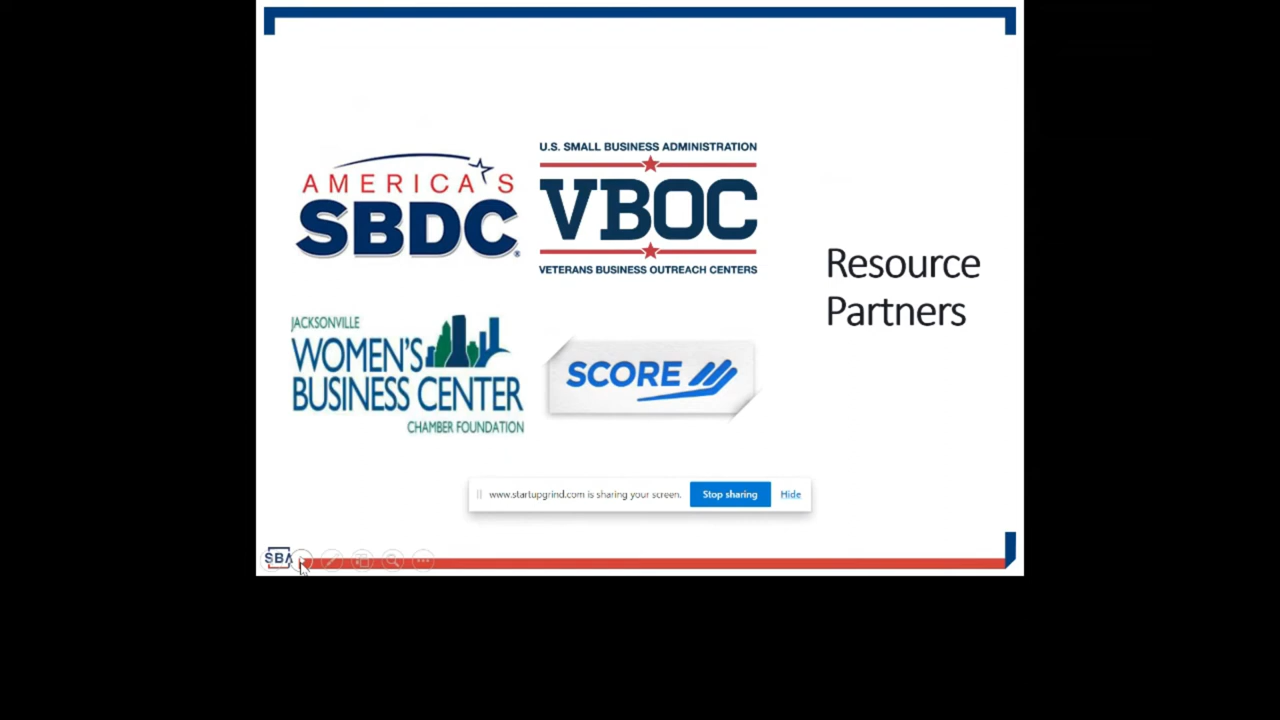 AMERICA'S
SBDC®
U.S. SMALL BUSINESS ADMINISTRATION
VBOC
VETERANS BUSINESS OUTREACH CENTERS
Resource
Partners
JACKSONVILLE
WOMEN'S
BUSINESS CENTER
CHAMBER FOUNDATION
SCORE
www.startupgrind.com is sharing your screen.
Stop sharing
Hide
SBA